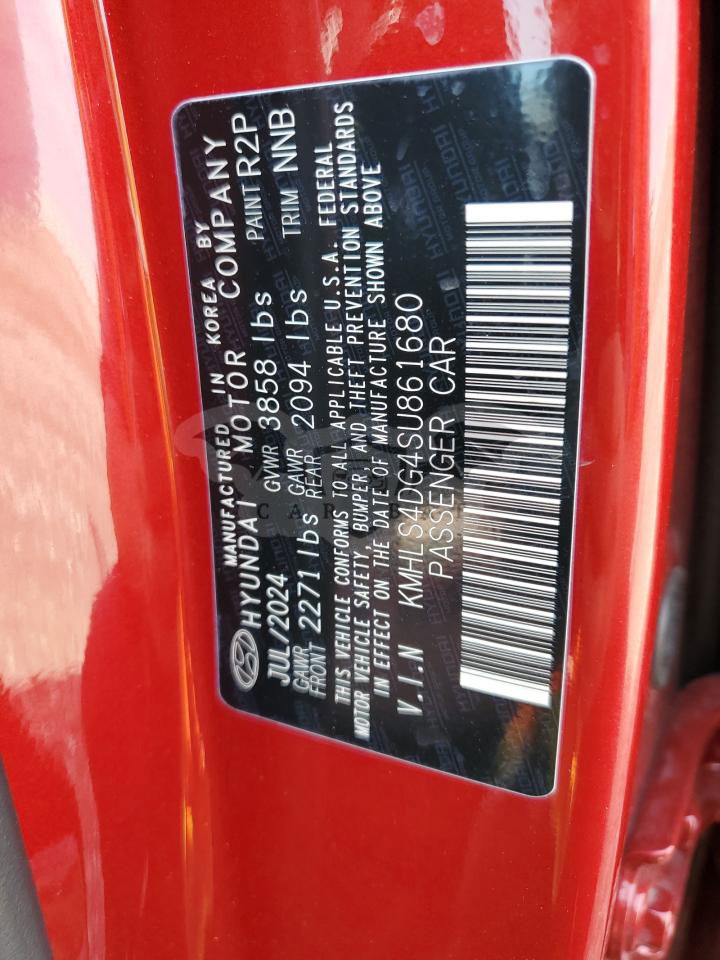 MANUFACTURED IN KOREA BY
HYUNDAI MOTOR COMPANY
JUL/2024 GVWR 3858 lbs PAINT R2P
GAWR FRONT 2271 lbs GAWR REAR 2094 lbs TRIM NNB
THIS VEHICLE CONFORMS TO ALL APPLICABLE U.S.A. FEDERAL
MOTOR VEHICLE SAFETY, BUMPER, AND THEFT PREVENTION STANDARDS
IN EFFECT ON THE DATE OF MANUFACTURE SHOWN ABOVE
V.I.N KMHLS4DG4SU861680
PASSENGER CAR